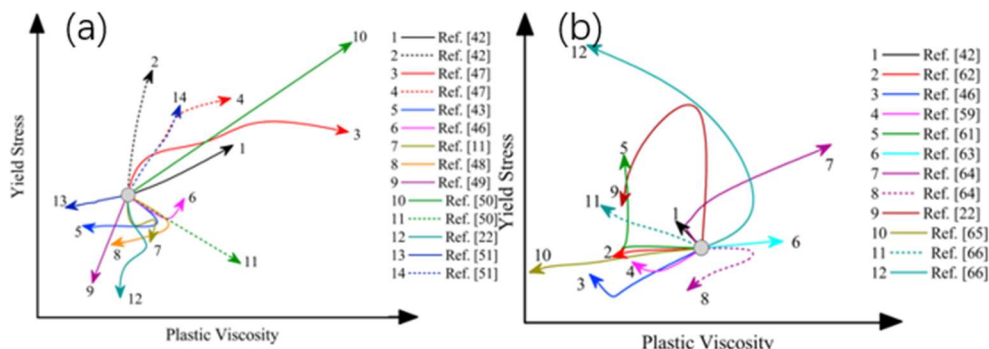 (a)
Yield Stress
Plastic Viscosity
1
2
3
4
5
6
7
8
9
10
11
12
13
14
1 Ref. [42]
2 Ref. [42]
3 Ref. [47]
4 Ref. [47]
5 Ref. [43]
6 Ref. [46]
7 Ref. [11]
8 Ref. [48]
9 Ref. [49]
10 Ref. [50]
11 Ref. [50]
12 Ref. [22]
13 Ref. [51]
14 Ref. [51]
(b)
Yield Stress
Plastic Viscosity
1
2
3
4
5
6
7
8
9
10
11
12
1 Ref. [42]
2 Ref. [62]
3 Ref. [46]
4 Ref. [59]
5 Ref. [61]
6 Ref. [63]
7 Ref. [64]
8 Ref. [64]
9 Ref. [22]
10 Ref. [65]
11 Ref. [66]
12 Ref. [66]